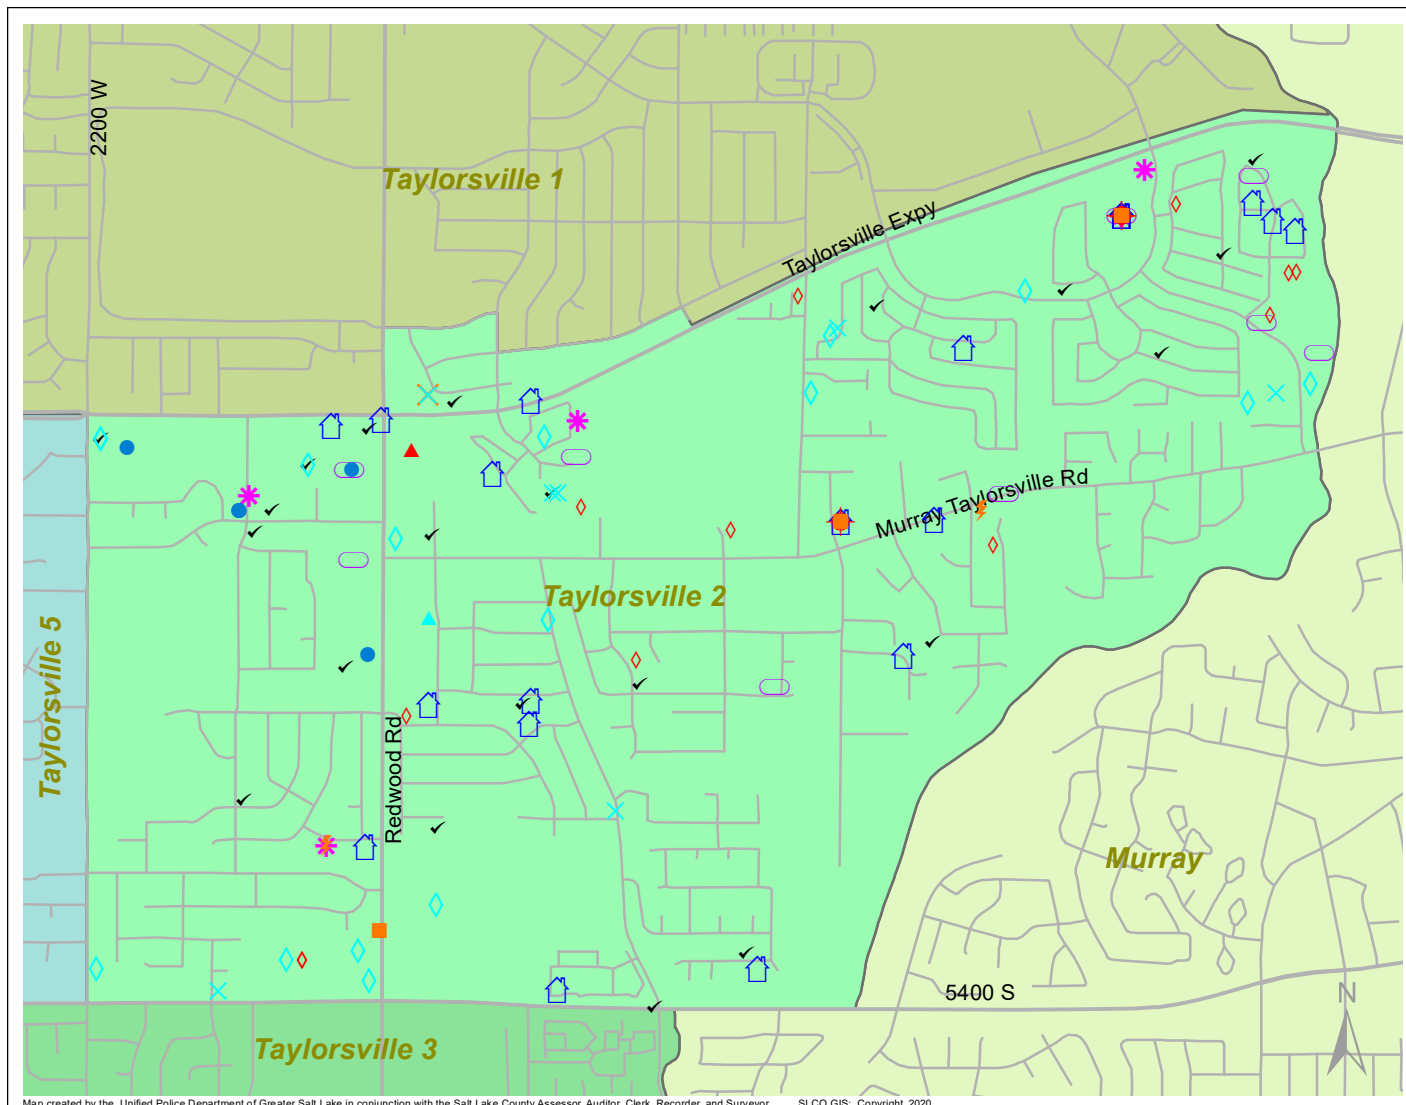 2200 W
Taylorsville 1
Taylorsville Expy
Murray Taylorsville Rd
Taylorsville 2
Taylorsville 5
Redwood Rd
Murray
5400 S
N
Taylorsville 3
Map created by the Unified Police Department of Greater Salt Lake in conjunction with the Salt Lake County Assessor, Auditor, Clerk, Recorder, and Surveyor. SLCO GIS: Copyright 2020